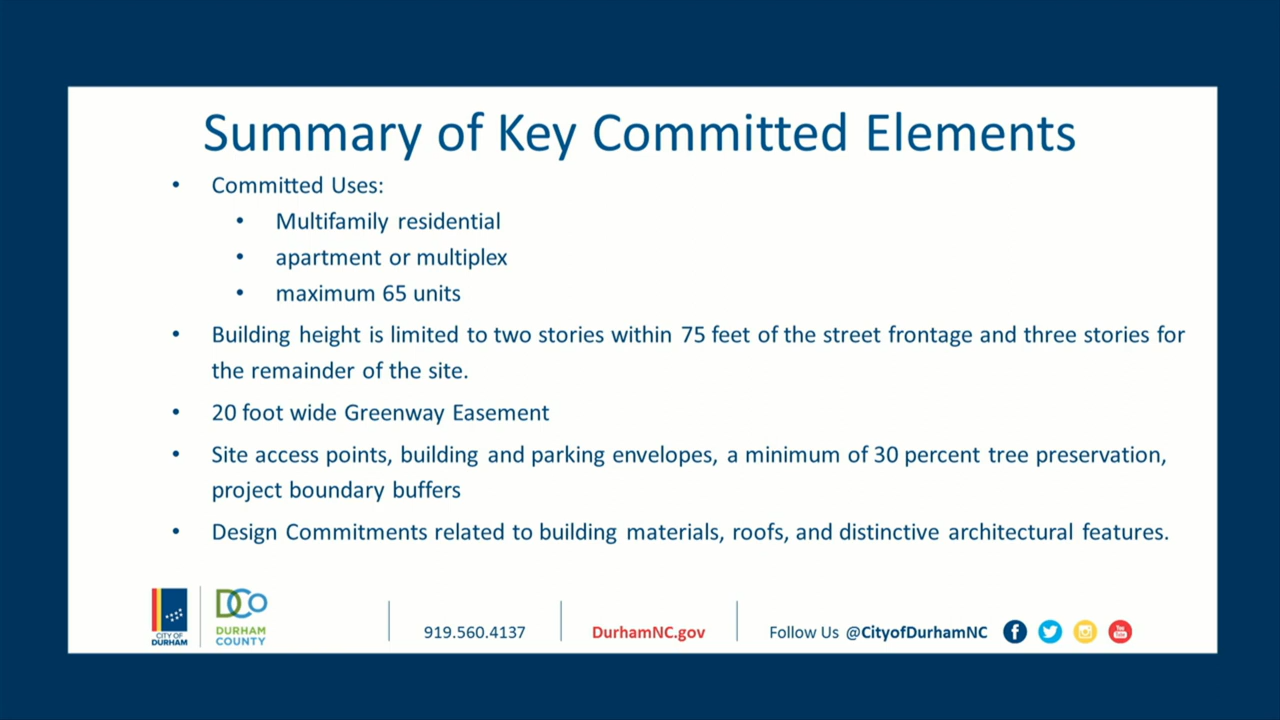 Summary of Key Committed Elements
• Committed Uses:
• Multifamily residential
• apartment or multiplex
• maximum 65 units
• Building height is limited to two stories within 75 feet of the street frontage and three stories for
the remainder of the site.
• 20 foot wide Greenway Easement
• Site access points, building and parking envelopes, a minimum of 30 percent tree preservation,
project boundary buffers
• Design Commitments related to building materials, roofs, and distinctive architectural features.
CITY OF
DURHAM
DCo
DURHAM
COUNTY
919.560.4137
DurhamNC.gov
Follow Us @CityofDurhamNC